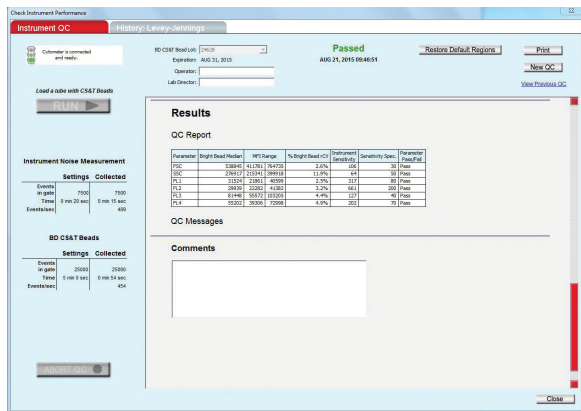 Check Instrument Performance
Instrument QC
History: Levey-Jennings
Cytometer is connected
and ready.
Load a tube with CS&T Beads
RUN
BD CS&T Bead Lot: 24628
Expiration: AUG 31, 2015
Operator:
Lab Director:
Passed
AUG 21, 2015 09:46:51
Restore Default Regions
Print
New QC
View Previous QC
Instrument Noise Measurement
Settings Collected
Events
in gate 7500 7500
Time 0 min 20 sec 0 min 15 sec
Events/sec 489
BD CS&T Beads
Settings Collected
Events
in gate 25000 25000
Time 5 min 0 sec 0 min 54 sec
Events/sec 454
ABORT QC
Results
QC Report
Parameter Bright Bead Median MFI Range % Bright Bead rCV Instrument Sensitivity Sensitivity Spec. Parameter Pass/Fail
FSC 538845 411781 764735 2.6% 106 30 Pass
SSC 276917 215341 399918 11.9% 64 50 Pass
FL1 31524 21861 40599 2.5% 317 80 Pass
FL2 29939 22282 41382 3.2% 661 200 Pass
FL3 81448 55572 103205 4.4% 127 40 Pass
FL4 55202 39306 72998 4.9% 202 70 Pass
QC Messages
Comments
Close